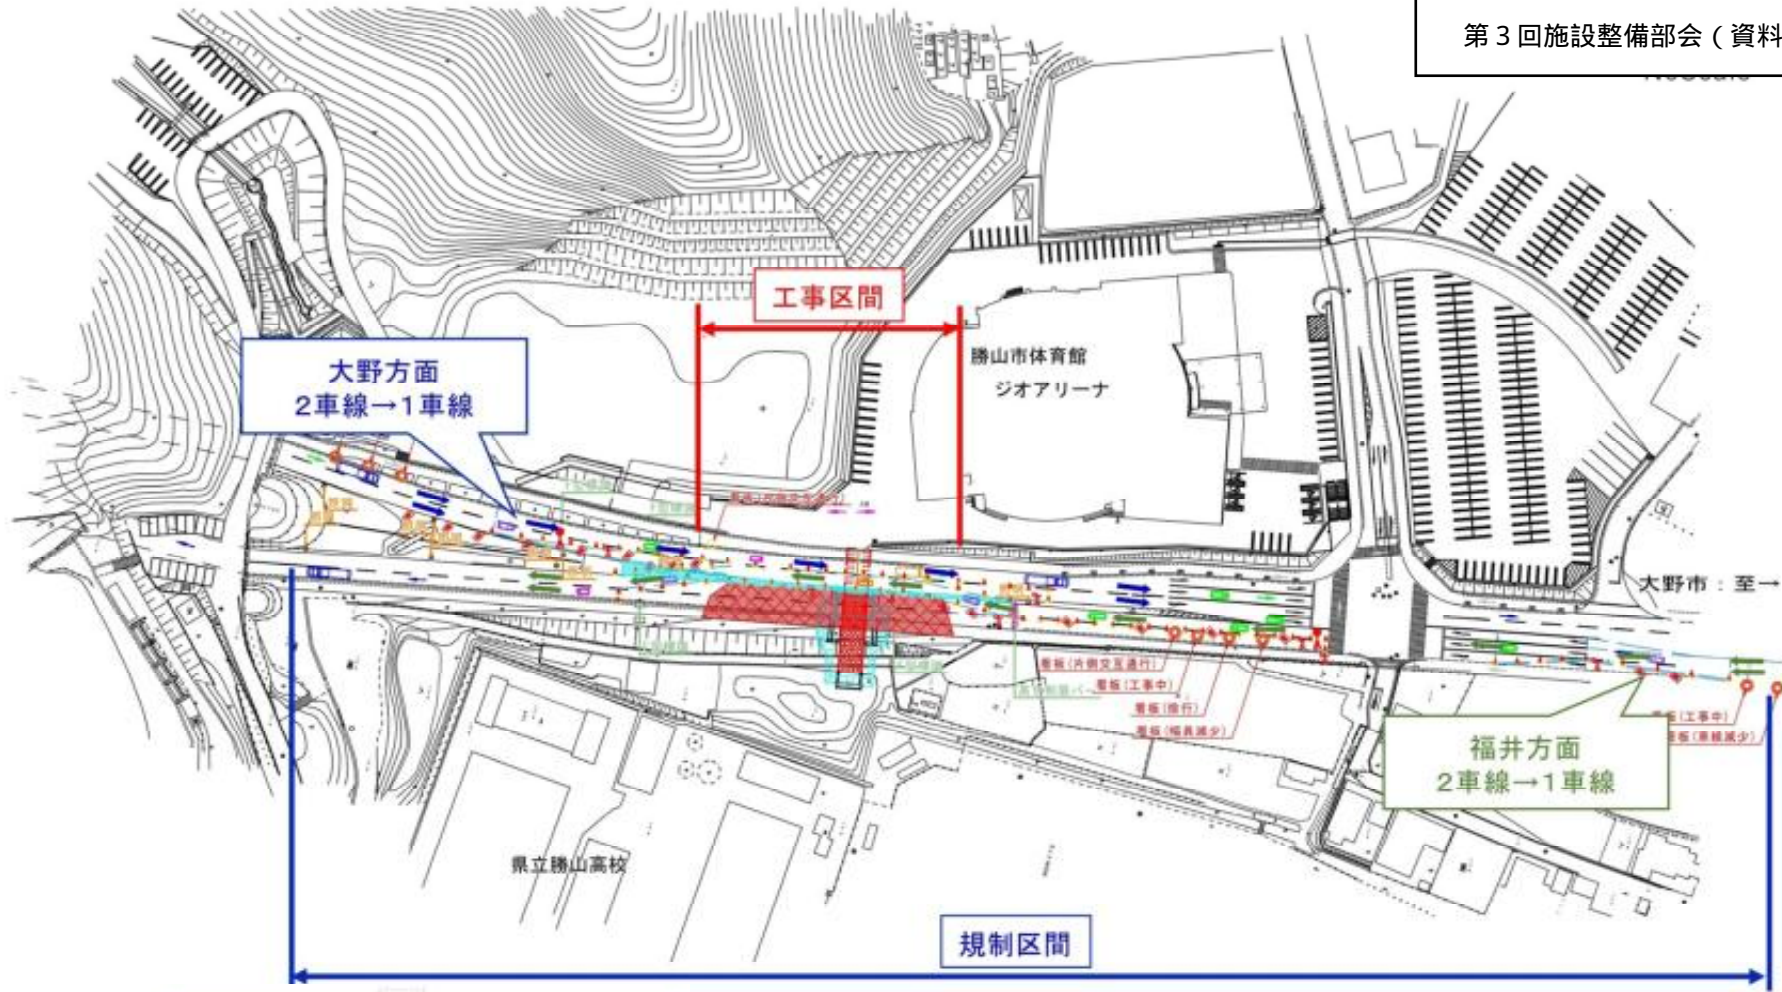 第3回施設整備部会（資料
NoScale
工事区間
勝山市体育館
ジオアリーナ
大野方面
2車線→1車線
大野市：至→
看板(片側交互通行)
看板(工事中)
看板(徐行)
看板(幅員減少)
看板(工事中)
看板(車線減少)
福井方面
2車線→1車線
県立勝山高校
規制区間